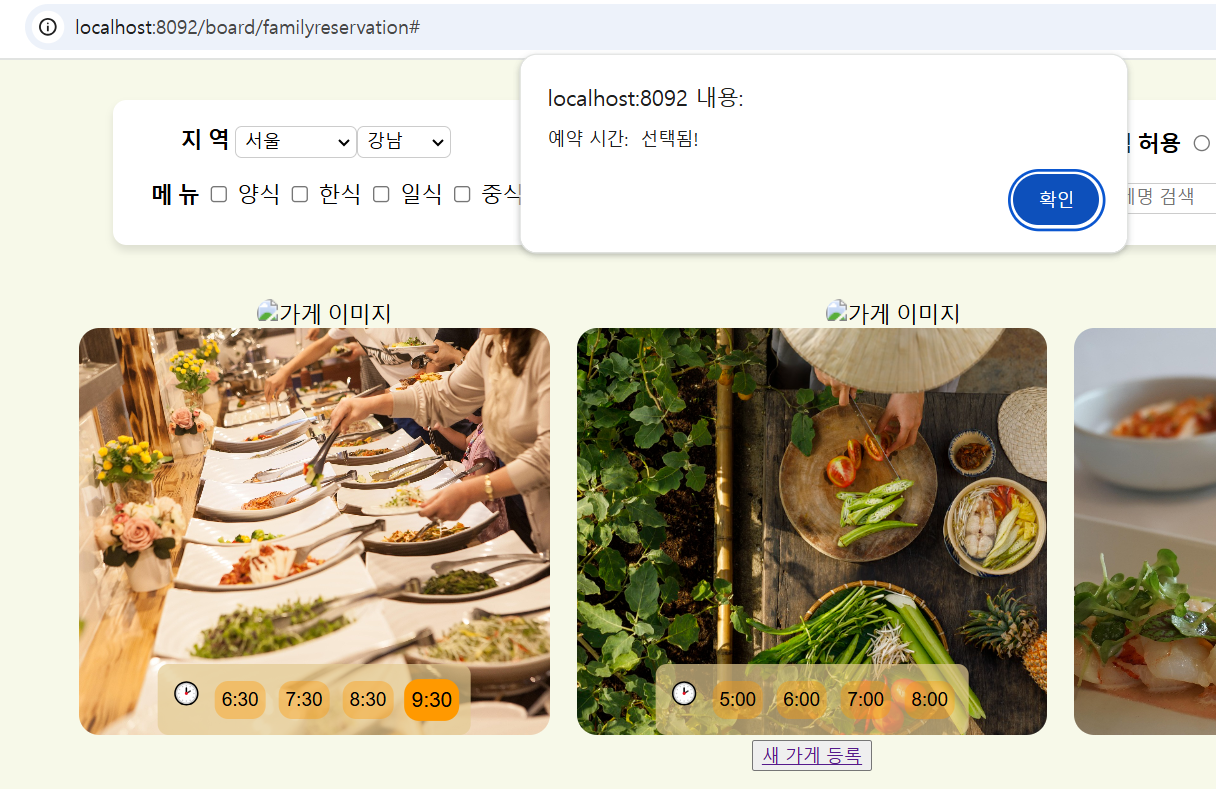 localhost:8092/board/familyreservation#
localhost:8092 내용:
예약 시간: 선택됨!
확인
지 역 서울 강남
허용
메 뉴 양식 한식 일식 중식
검색
가게 이미지 가게 이미지
6:30 7:30 8:30 9:30
5:00 6:00 7:00 8:00
새 가게 등록